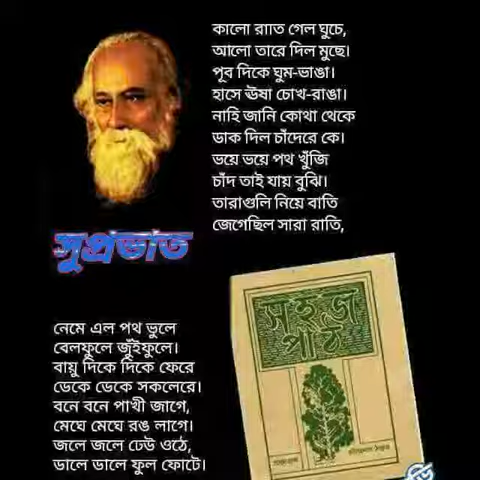 কালো রাাত গেল ঘুচে,
আলো তারে দিল মুছে।
পূব দিকে ঘুম-ভাঙা।
হাসে ঊষা চোখ-রাঙা।
নাহি জানি কোথা থেকে
ডাক দিল চাঁদেরে কে।
ভয়ে ভয়ে পথ খুঁজি
চাঁদ তাই যায় বুঝি।
তারাগুলি নিয়ে বাতি
জেগেছিল সারা রাতি,
সুপ্রভাত
নেমে এল পথ ভুলে
বেলফুলে জুঁইফুলে।
বায়ু দিকে দিকে ফেরে
ডেকে ডেকে সকলেরে।
বনে বনে পাখী জাগে,
মেঘে মেঘে রঙ লাগে।
জলে জলে ঢেউ ওঠে,
ডালে ডালে ফুল ফোটে।
সহজ
পাঠ